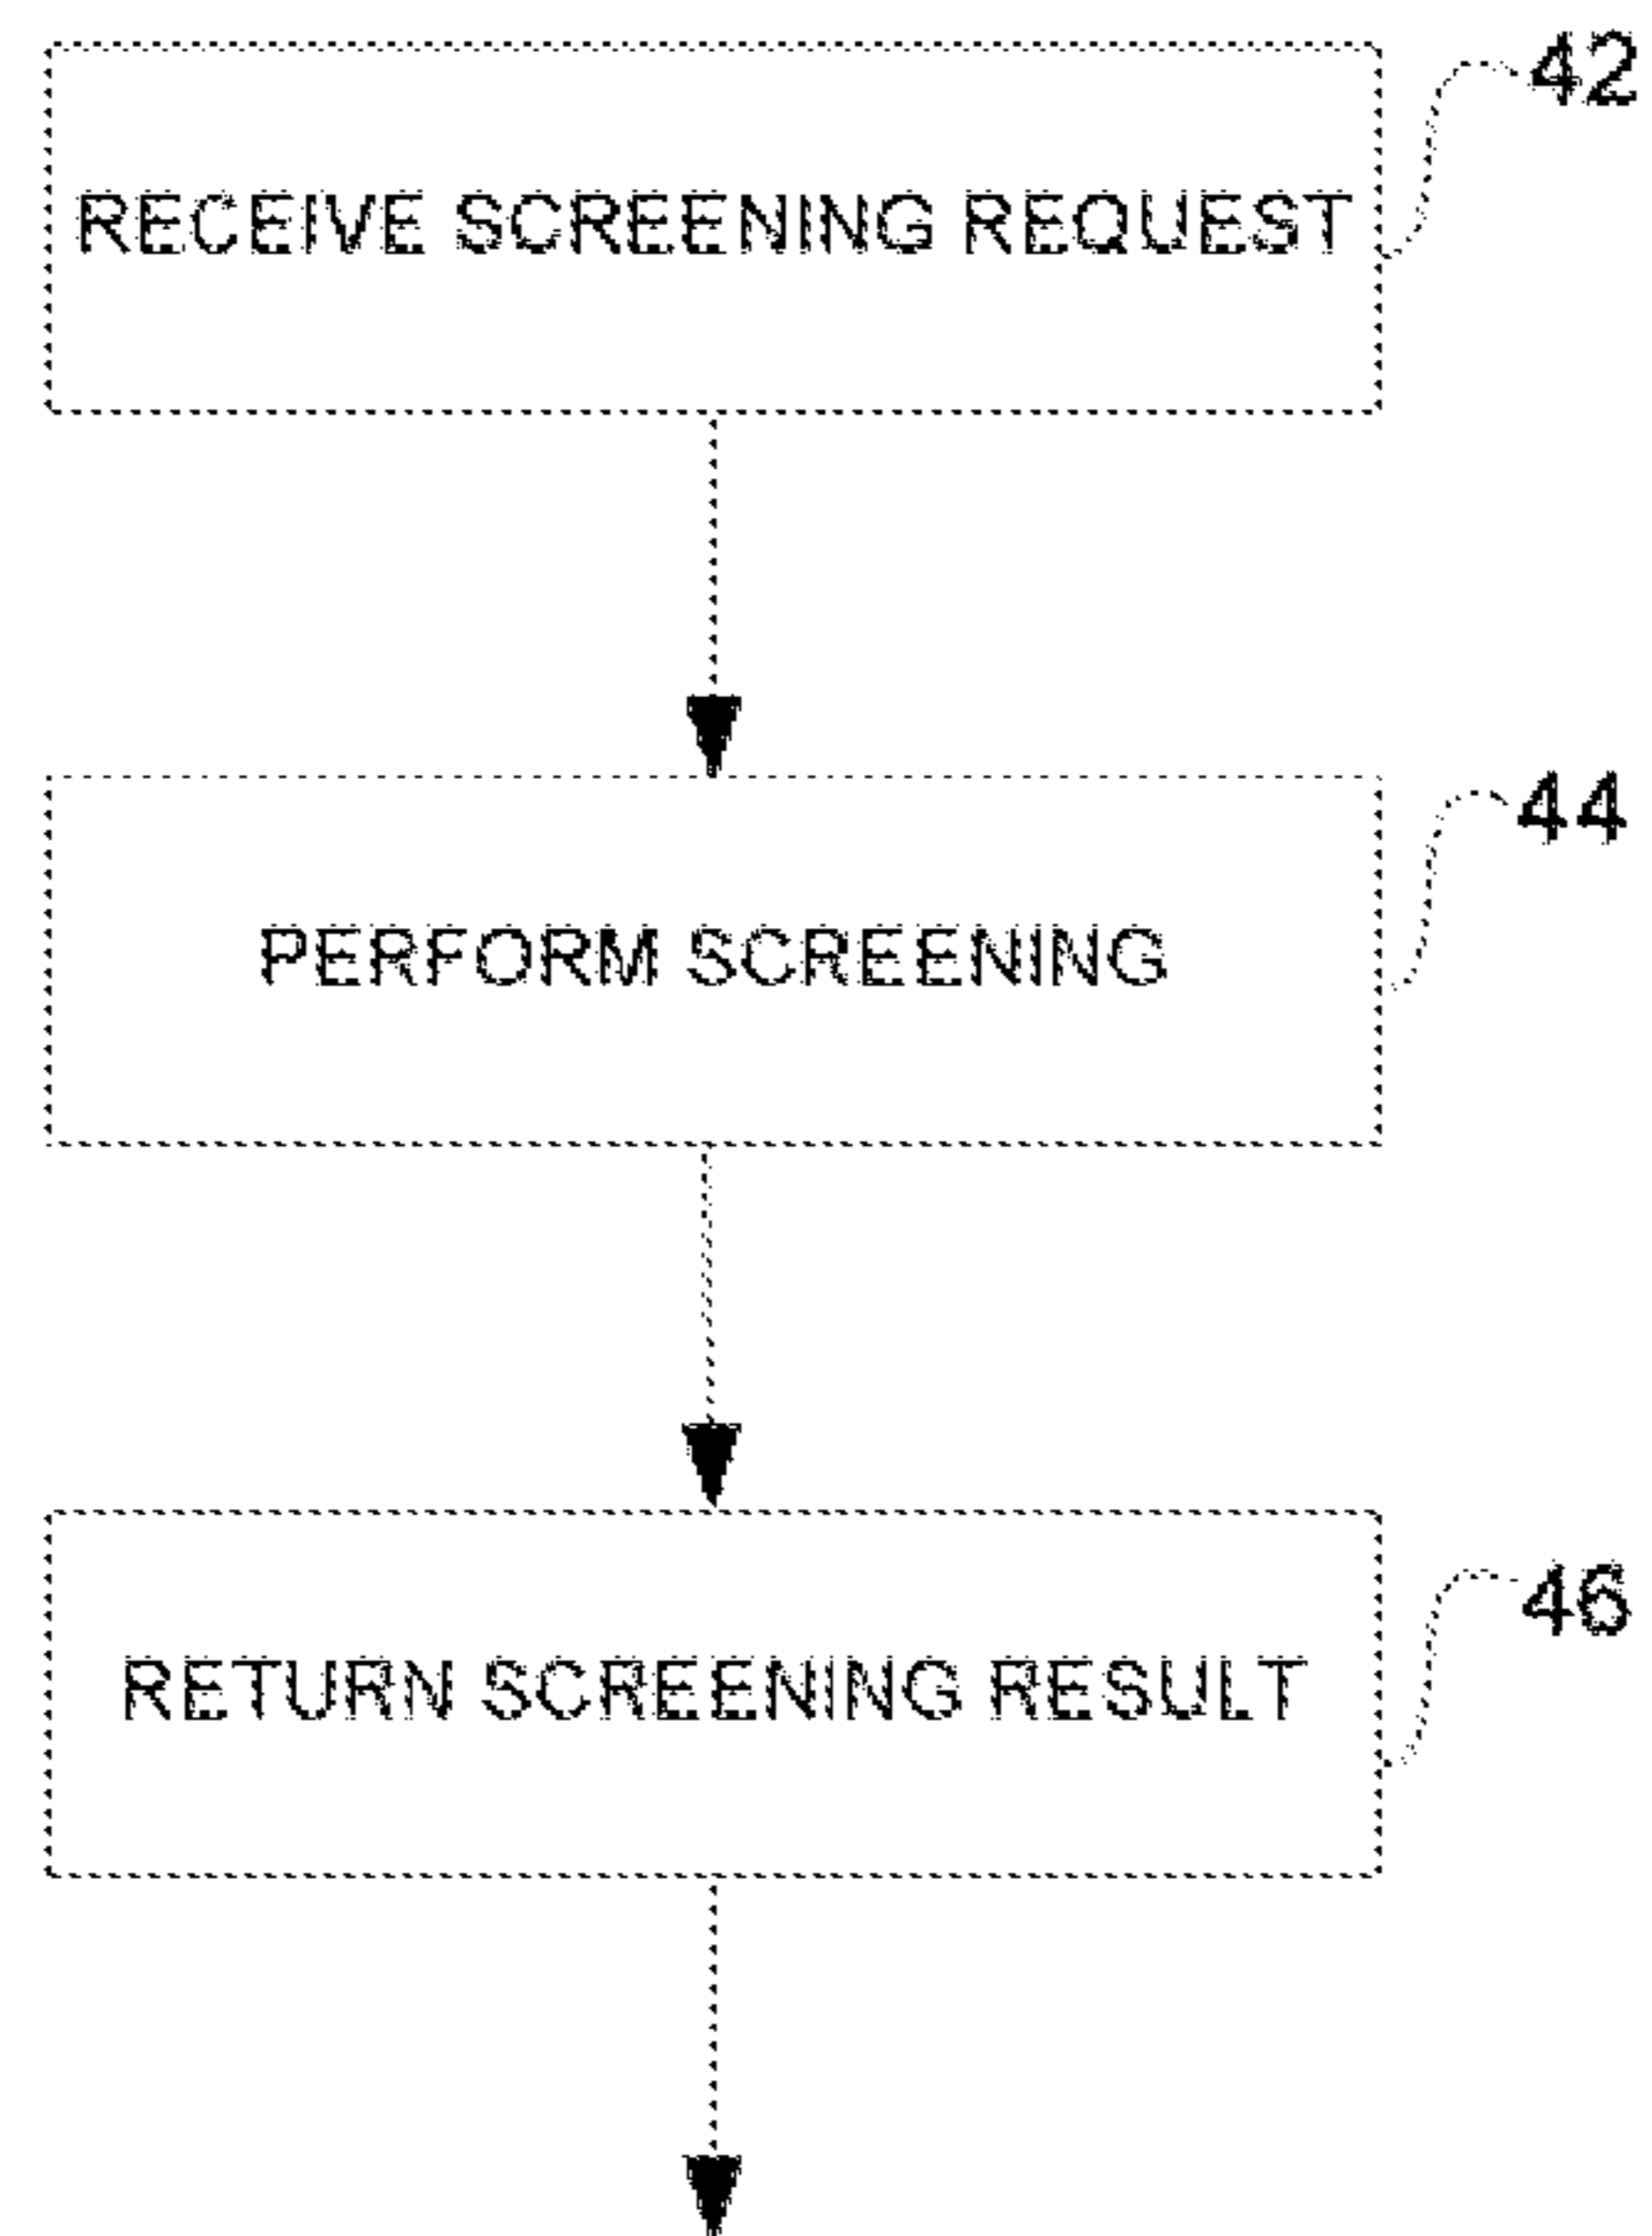 42
RECEIVE SCREENING REQUEST
44
PERFORM SCREENING
46
RETURN SCREENING RESULT